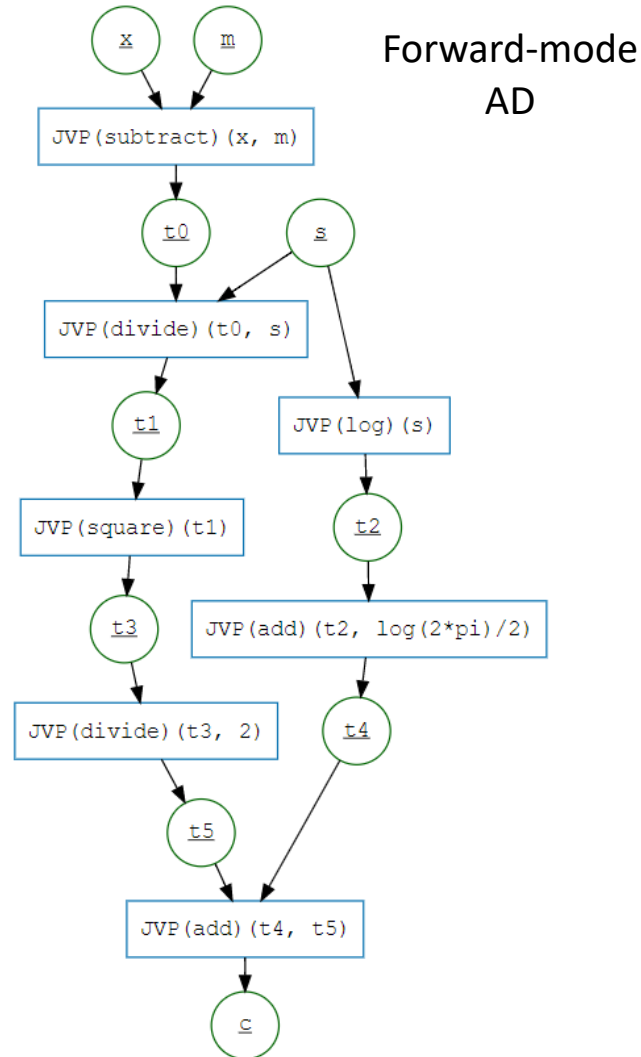 Forward-mode
AD
x
m
JVP(subtract)(x, m)
t0
s
JVP(divide)(t0, s)
t1
JVP(log)(s)
JVP(square)(t1)
t2
t3
JVP(add)(t2, log(2*pi)/2)
JVP(divide)(t3, 2)
t4
t5
JVP(add)(t4, t5)
c